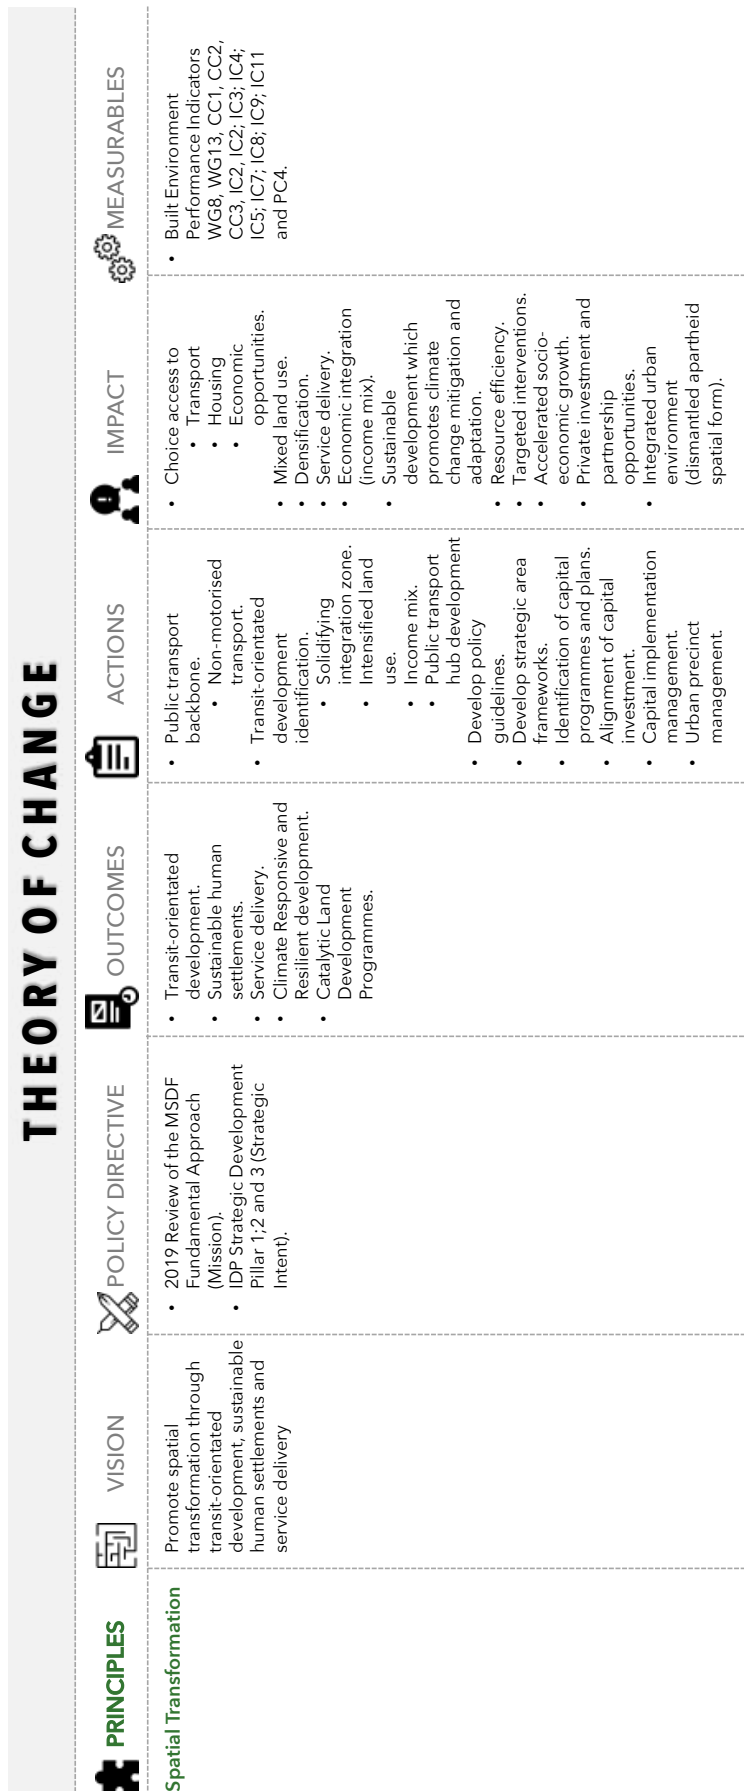 THEORY OF CHANGE
PRINCIPLES
Spatial Transformation
VISION
Promote spatial
transformation through
transit-orientated
development, sustainable
human settlements and
service delivery
POLICY DIRECTIVE
• 2019 Review of the MSDF
Fundamental Approach
(Mission).
• IDP Strategic Development
Pillar 1;2 and 3 (Strategic
Intent).
OUTCOMES
• Transit-orientated
development.
• Sustainable human
settlements.
• Service delivery.
• Climate Responsive and
Resilient development.
• Catalytic Land
Development
Programmes.
ACTIONS
• Public transport
backbone.
• Non-motorised
transport.
• Transit-orientated
development
identification.
• Solidifying
integration zone.
• Intensified land
use.
• Income mix.
• Public transport
hub development
• Develop policy
guidelines.
• Develop strategic area
frameworks.
• Identification of capital
programmes and plans.
• Alignment of capital
investment.
• Capital implementation
management.
• Urban precinct
management.
IMPACT
• Choice access to
• Transport
• Housing
• Economic
opportunities.
• Mixed land use.
• Densification.
• Service delivery.
• Economic integration
(income mix).
• Sustainable
development which
promotes climate
change mitigation and
adaptation.
• Resource efficiency.
• Targeted interventions.
• Accelerated socio-
economic growth.
• Private investment and
partnership
opportunities.
• Integrated urban
environment
(dismantled apartheid
spatial form).
MEASURABLES
• Built Environment
Performance Indicators
WG8, WG13, CC1, CC2,
CC3, IC2, IC2; IC3; IC4;
IC5; IC7; IC8; IC9; IC11
and PC4.